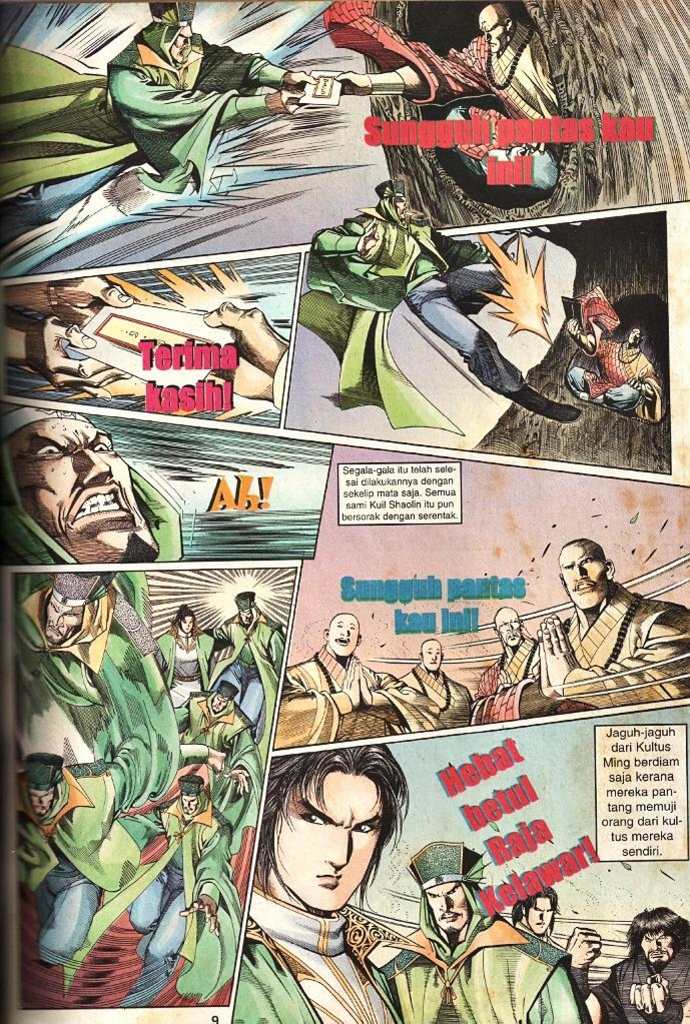 Sungguh pantas kau
ini!
Terima
kasih!
Ah!
Segala-gala itu telah sele-
sai dilakukannya dengan
sekelip mata saja. Semua
sami Kuil Shaolin itu pun
bersorak dengan serentak.
Sungguh pantas
kau ini!
Hebat
betul
Raja
Kelawar!
Jaguh-jaguh
dari Kultus
Ming berdiam
saja kerana
mereka pan-
tang memuji
orang dari kul-
tus mereka
sendiri.
9